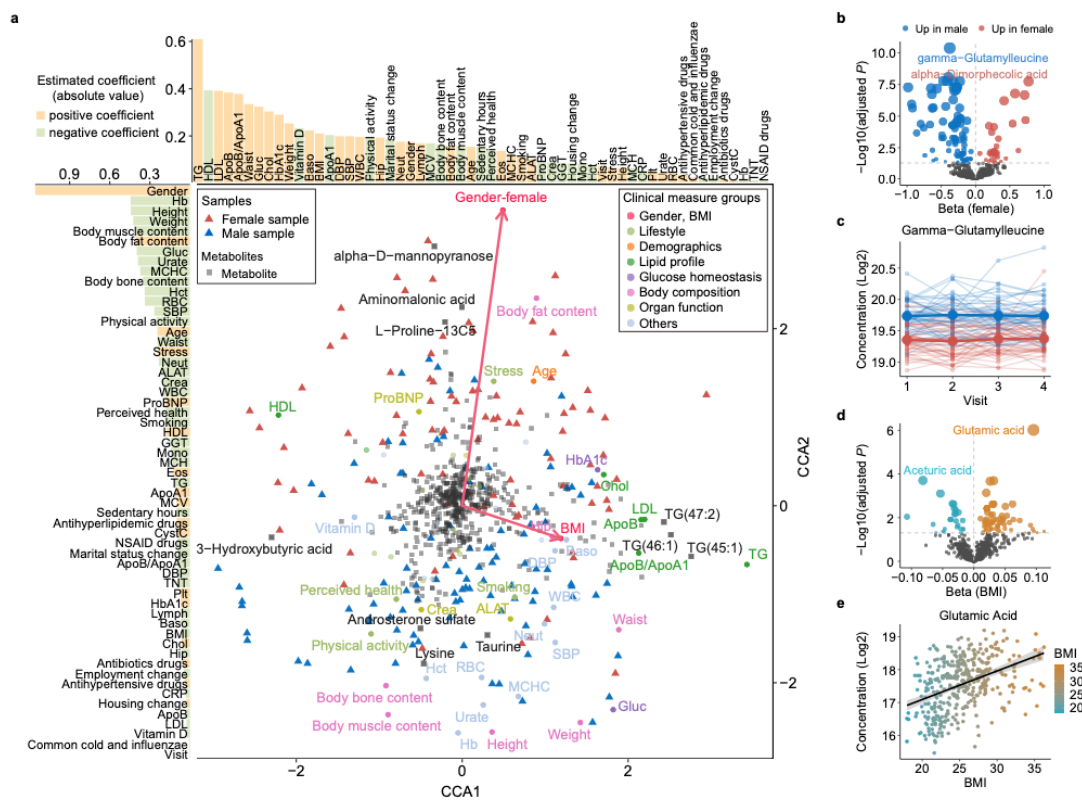 a
Estimated coefficient
(absolute value)
positive coefficient
negative coefficient
0.6
0.4
0.2
TG
HDL
LDL
ApoB
ApoB/ApoA1
Waist
Gluc
Chol
HbA1c
Weight
Vitamin D
Baso
BMI
ApoA1
DBP
SBP
WBC
Physical activity
Hip
Marital status change
Neut
Gender
Lymp
MCV
Body bone content
Body fat content
Body muscle content
Age
Sedentary hours
Perceived health
Eos
MCHC
Smoking
ALAT
ProBNP
Crea
GGT
Housing change
Mono
Hct
Visit
Stress
Height
MCH
CRP
Plt
Urate
RBC
Antihypertensive drugs
Common cold and influenzae
Antihyperlipidemic drugs
Employment change
Antibiotics drugs
CystC
Hb
TNT
NSAID drugs
0.9
0.6
0.3
Gender
Hb
Height
Weight
Body muscle content
Body fat content
Gluc
Urate
MCHC
Body bone content
Hct
RBC
SBP
Physical activity
Age
Waist
Stress
Neut
ALAT
Crea
WBC
ProBNP
Perceived health
Smoking
HDL
GGT
Mono
MCH
Eos
TG
ApoA1
MCV
Sedentary hours
Antihyperlipidemic drugs
CystC
NSAID drugs
Marital status change
ApoB/ApoA1
DBP
TNT
Plt
HbA1c
Lymph
Baso
BMI
Chol
Hip
Antibiotics drugs
Employment change
Antihypertensive drugs
CRP
Housing change
ApoB
LDL
Vitamin D
Common cold and influenzae
Visit
Samples
Female sample
Male sample
Metabolites
Metabolite
Clinical measure groups
Gender, BMI
Lifestyle
Demographics
Lipid profile
Glucose homeostasis
Body composition
Organ function
Others
Gender−female
alpha−D−mannopyranose
Aminomalonic acid
Body fat content
L−Proline−13C5
Stress
Age
ProBNP
HDL
HbA1c
Chol
LDL
ApoB
TG(47:2)
Vitamin D
BMI
Baso
3−Hydroxybutyric acid
TG(46:1)
TG(45:1)
DBP
ApoB/ApoA1
TG
Perceived health
Smoking
WBC
Crea
ALAT
Androsterone sulfate
Waist
Neut
Physical activity
Taurine
SBP
Lysine
Hct
RBC
MCHC
Body bone content
Gluc
Urate
Body muscle content
Weight
Hb
Height
2
0
−2
CCA2
−2
0
2
CCA1
b
Up in male
Up in female
gamma−Glutamylleucine
alpha−Dimorphecolic acid
10.0
7.5
5.0
2.5
0.0
−Log10(adjusted P)
−1.0
−0.5
0.0
0.5
1.0
Beta (female)
c
Gamma−Glutamylleucine
20.5
20.0
19.5
19.0
Concentration (Log2)
1
2
3
4
Visit
d
Glutamic acid
Aceturic acid
6
4
2
0
−Log10(adjusted P)
−0.10
−0.05
0.00
0.05
0.10
Beta (BMI)
e
Glutamic Acid
19
18
17
16
Concentration (Log2)
20
25
30
35
BMI
BMI
35
30
25
20